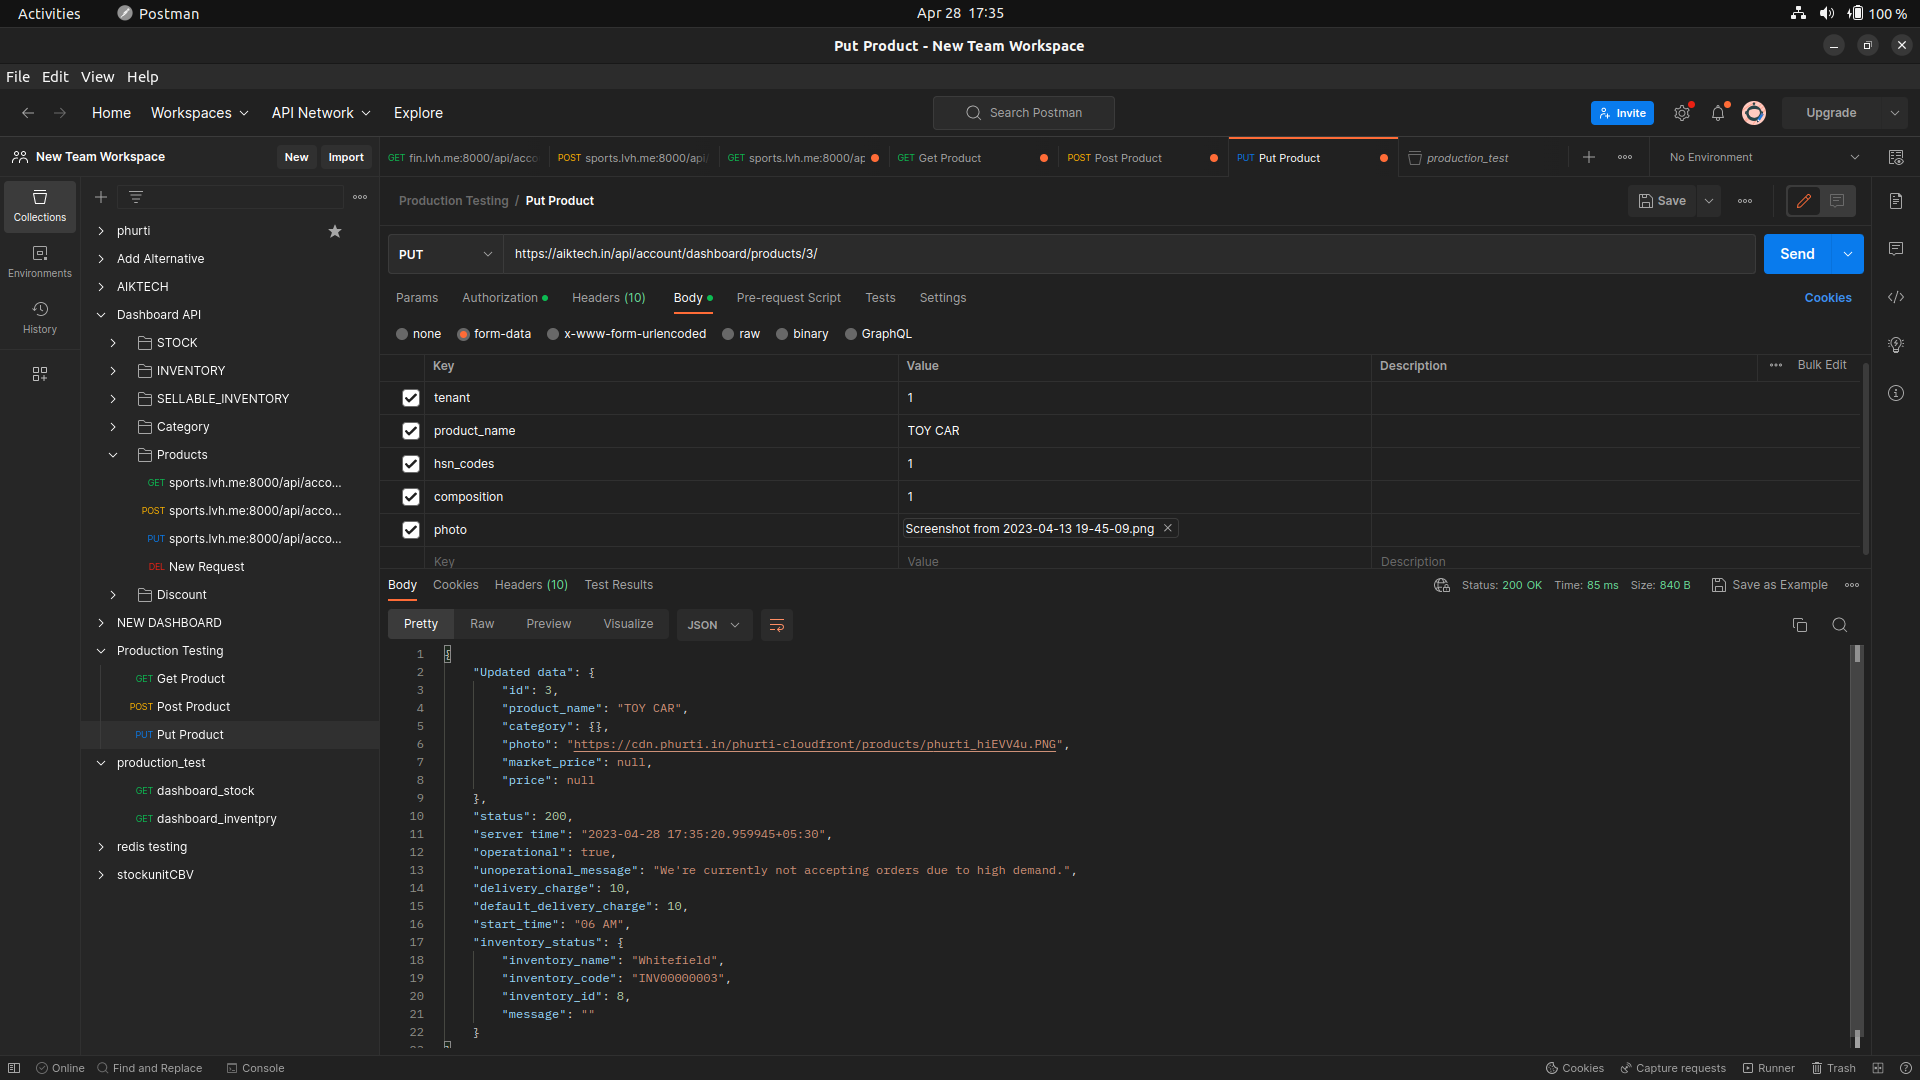 Activities Postman Apr 28 17:35 100 %
Put Product - New Team Workspace
File Edit View Help
Home Workspaces API Network Explore Search Postman Invite Upgrade
New Team Workspace New Import
GET fin.lvh.me:8000/api/acco POST sports.lvh.me:8000/api/ GET sports.lvh.me:8000/ap GET Get Product POST Post Product PUT Put Product production_test No Environment
Collections
Environments
History
phurti
Add Alternative
AIKTECH
Dashboard API
STOCK
INVENTORY
SELLABLE_INVENTORY
Category
Products
GET sports.lvh.me:8000/api/acco...
POST sports.lvh.me:8000/api/acco...
PUT sports.lvh.me:8000/api/acco...
DEL New Request
Discount
NEW DASHBOARD
Production Testing
GET Get Product
POST Post Product
PUT Put Product
production_test
GET dashboard_stock
GET dashboard_inventpry
redis testing
stockunitCBV
Production Testing / Put Product Save
PUT https://aiktech.in/api/account/dashboard/products/3/ Send
Params Authorization Headers (10) Body Pre-request Script Tests Settings Cookies
none form-data x-www-form-urlencoded raw binary GraphQL
Key Value Description Bulk Edit
tenant 1
product_name TOY CAR
hsn_codes 1
composition 1
photo Screenshot from 2023-04-13 19-45-09.png
Key Value Description
Body Cookies Headers (10) Test Results Status: 200 OK Time: 85 ms Size: 840 B Save as Example
Pretty Raw Preview Visualize JSON
1 {
2 "Updated data": {
3 "id": 3,
4 "product_name": "TOY CAR",
5 "category": {},
6 "photo": "https://cdn.phurti.in/phurti-cloudfront/products/phurti_hiEVV4u.PNG",
7 "market_price": null,
8 "price": null
9 },
10 "status": 200,
11 "server time": "2023-04-28 17:35:20.959945+05:30",
12 "operational": true,
13 "unoperational_message": "We're currently not accepting orders due to high demand.",
14 "delivery_charge": 10,
15 "default_delivery_charge": 10,
16 "start_time": "06 AM",
17 "inventory_status": {
18 "inventory_name": "Whitefield",
19 "inventory_code": "INV00000003",
20 "inventory_id": 8,
21 "message": ""
22 }
Online Find and Replace Console Cookies Capture requests Runner Trash